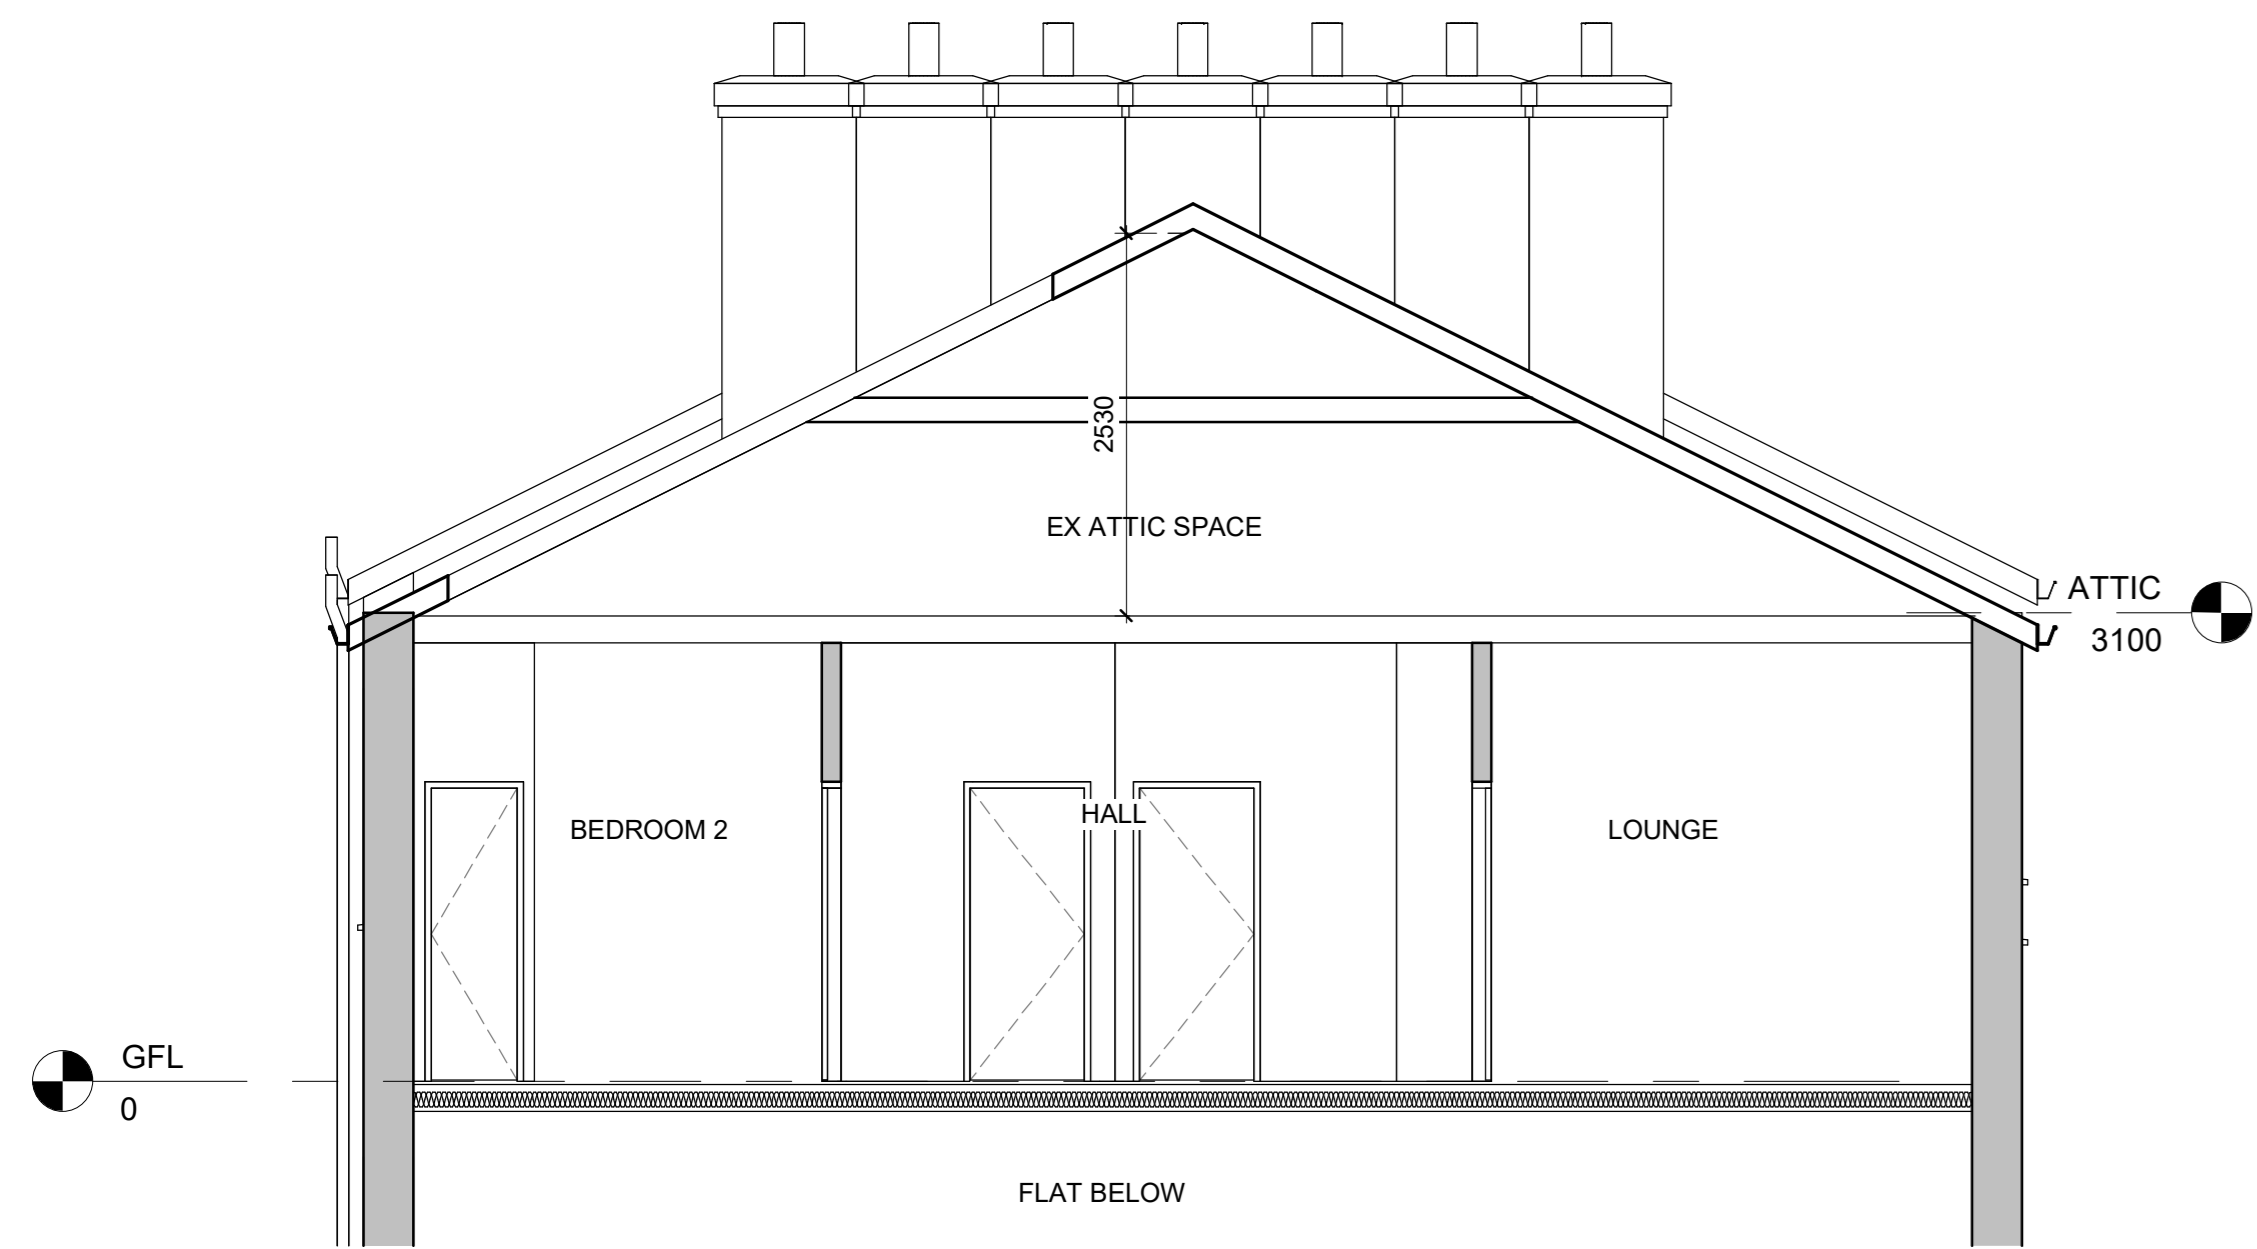 2530
EX ATTIC SPACE
ATTIC
3100
HALL
BEDROOM 2
LOUNGE
GFL
0
FLAT BELOW